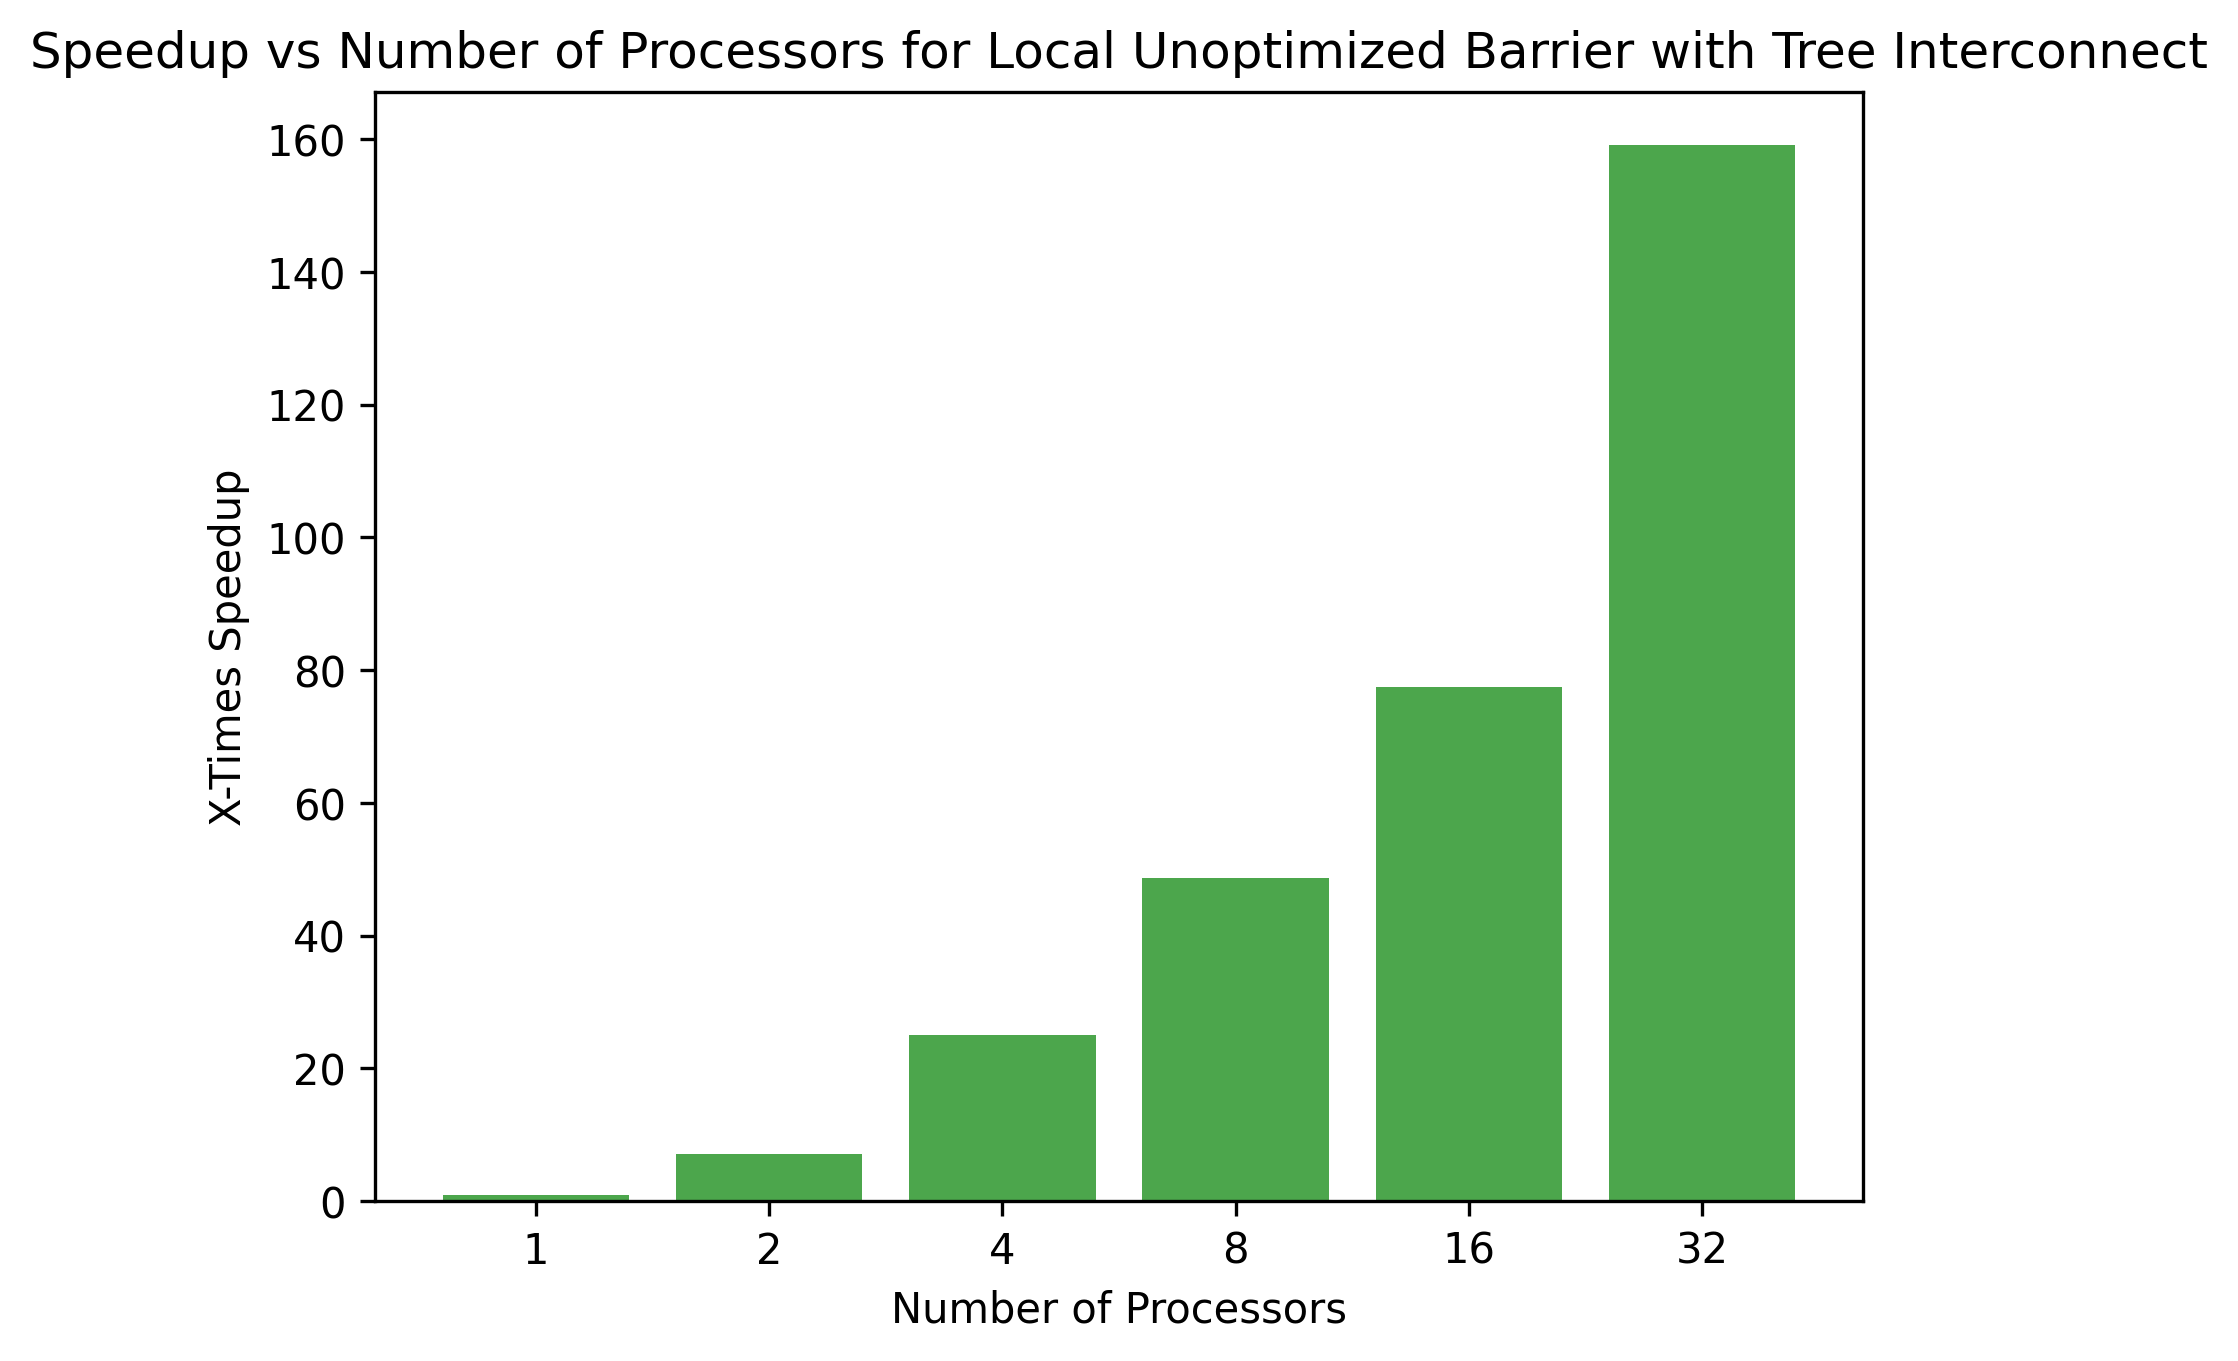 Speedup vs Number of Processors for Local Unoptimized Barrier with Tree Interconnect
160
140
120
100
80
60
40
20
0
X-Times Speedup
1 2 4 8 16 32
Number of Processors